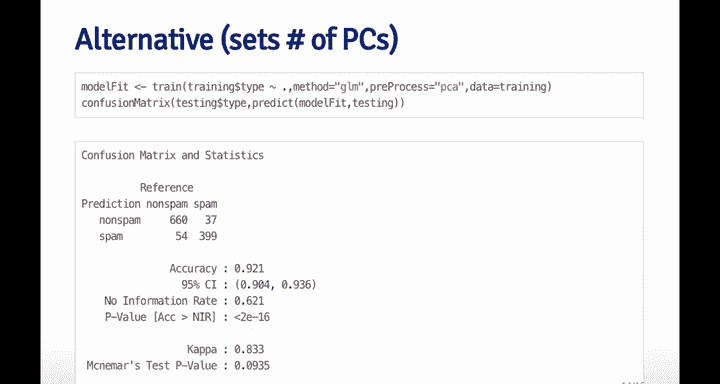 Alternative (sets # of PCs)
modelFit <- train(training$type ~ .,method="glm",preProcess="pca",data=training)
confusionMatrix(testing$type,predict(modelFit,testing))
Confusion Matrix and Statistics
Reference
Prediction nonspam spam
nonspam 660 37
spam 54 399
Accuracy : 0.921
95% CI : (0.904, 0.936)
No Information Rate : 0.621
P-Value [Acc > NIR] : <2e-16
Kappa : 0.833
Mcnemar's Test P-Value : 0.0935